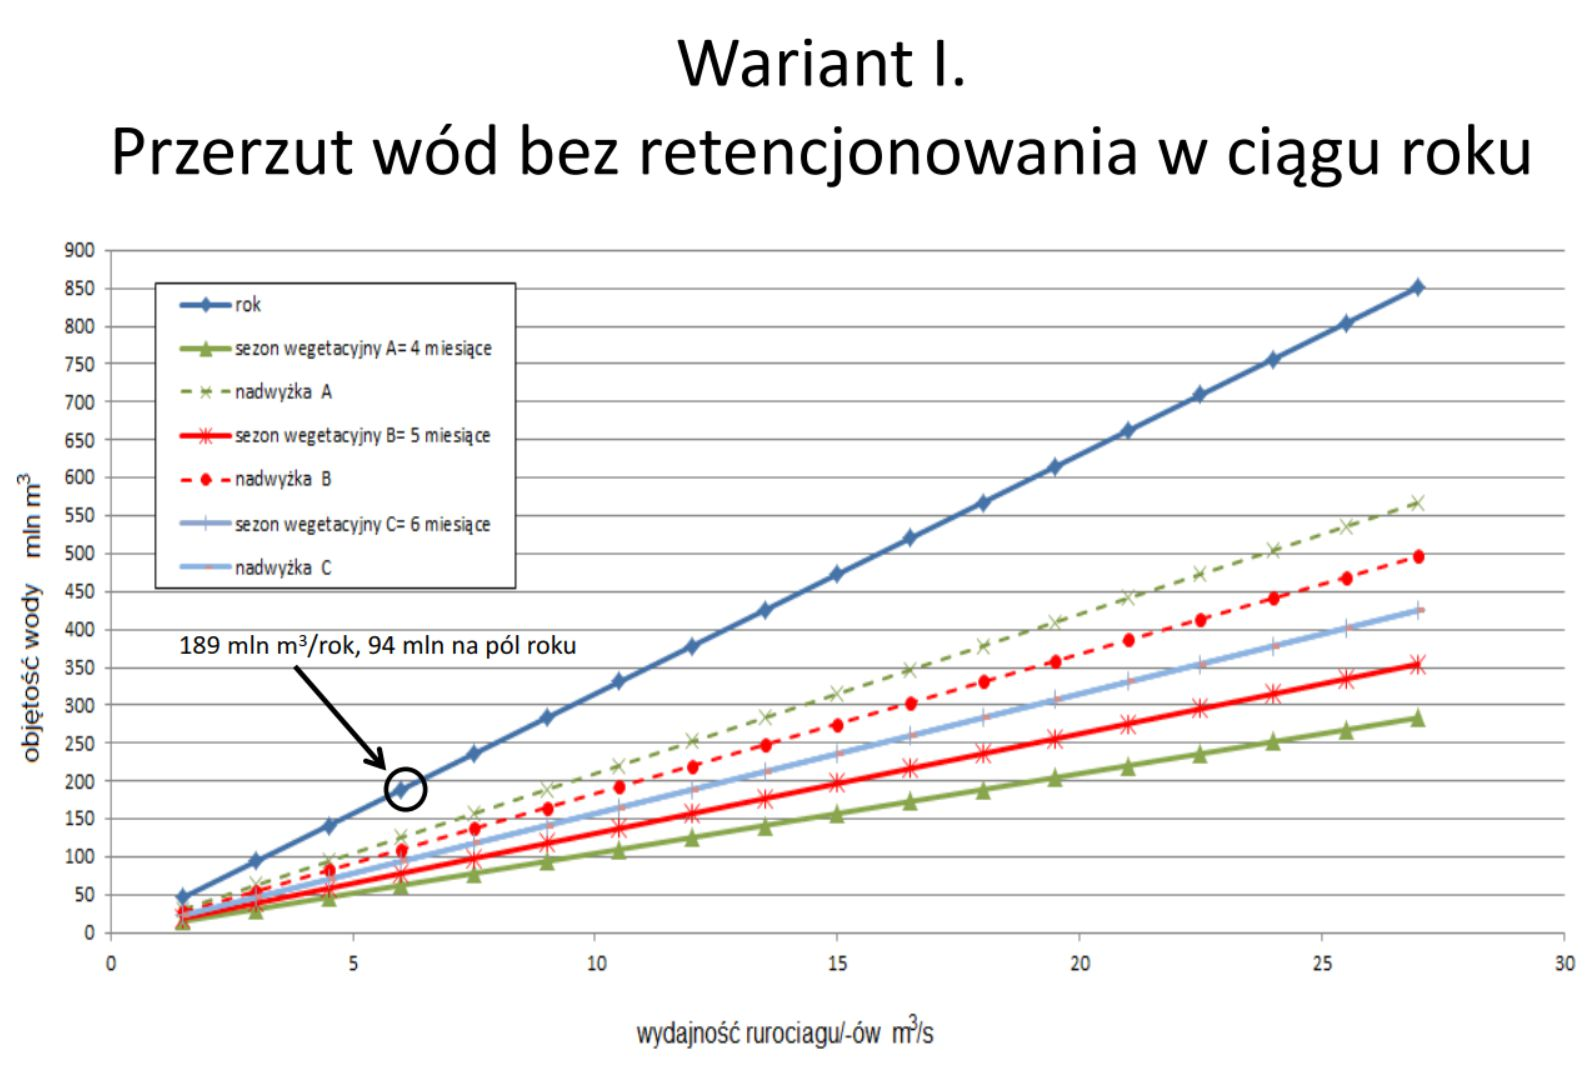 Wariant I.
Przerzut wód bez retencjonowania w ciągu roku
900
850
800
750
700
650
600
550
500
450
400
350
300
250
200
150
100
50
0
objętość wody mln m³
rok
sezon wegetacyjny A= 4 miesiące
nadwyżka A
sezon wegetacyjny B= 5 miesiące
nadwyżka B
sezon wegetacyjny C= 6 miesiące
nadwyżka C
189 mln m³/rok, 94 mln na pól roku
0 5 10 15 20 25 30
wydajność rurociagu/-ów m³/s